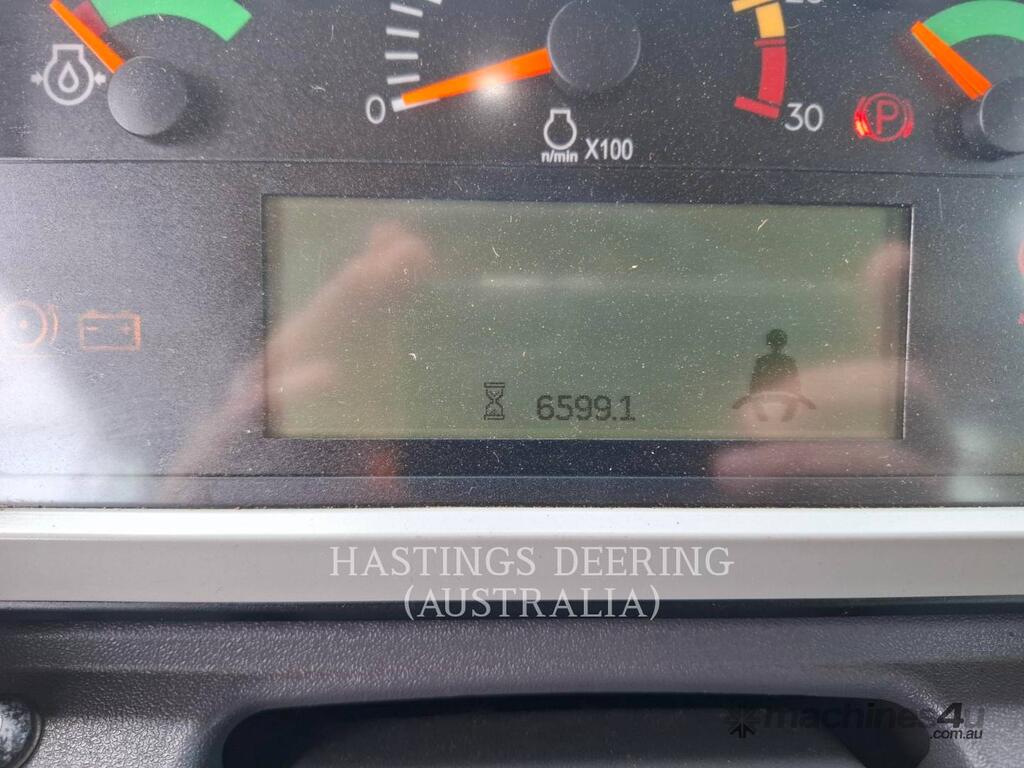 0
30
n/min X100
P
6599.1
HASTINGS DEERING
(AUSTRALIA)
machines4u
.com.au